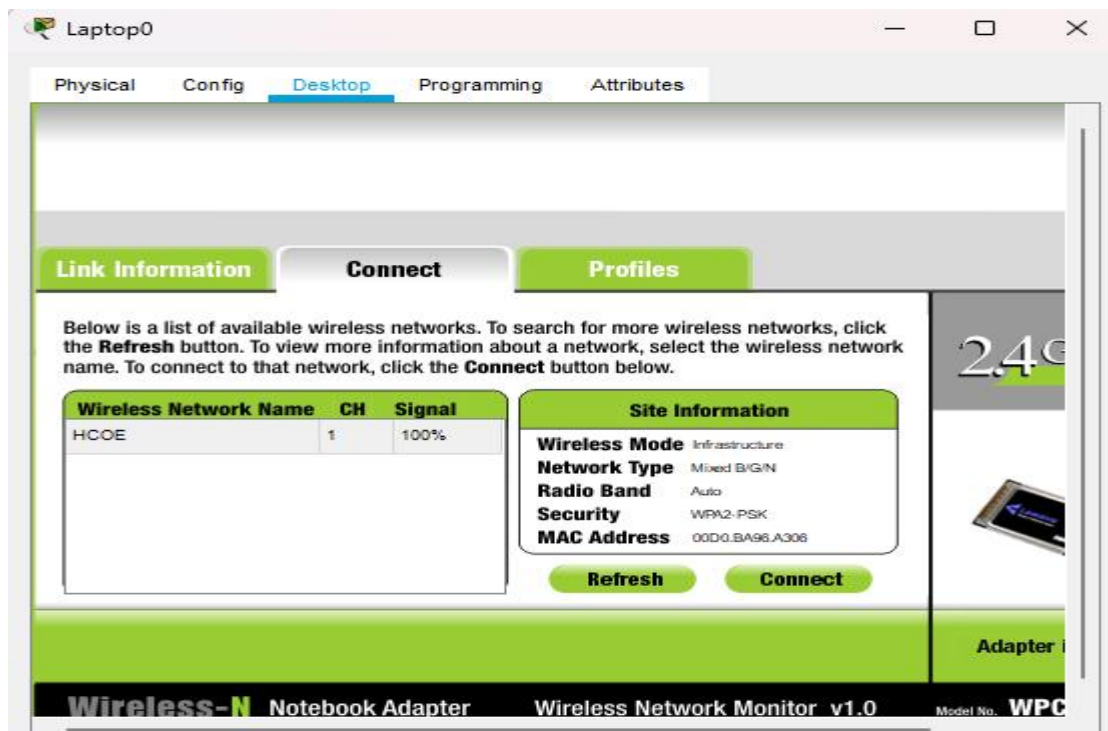 Laptop0
Physical Config Desktop Programming Attributes
Link Information Connect Profiles
Below is a list of available wireless networks. To search for more wireless networks, click
the Refresh button. To view more information about a network, select the wireless network
name. To connect to that network, click the Connect button below.
2.4G
Wireless Network Name CH Signal
HCOE 1 100%
Site Information
Wireless Mode Infrastructure
Network Type Mixed B/G/N
Radio Band Auto
Security WPA2-PSK
MAC Address 00D0.BA96.A306
Refresh Connect
Adapter i
Wireless-N Notebook Adapter Wireless Network Monitor v1.0 Model No. WPC